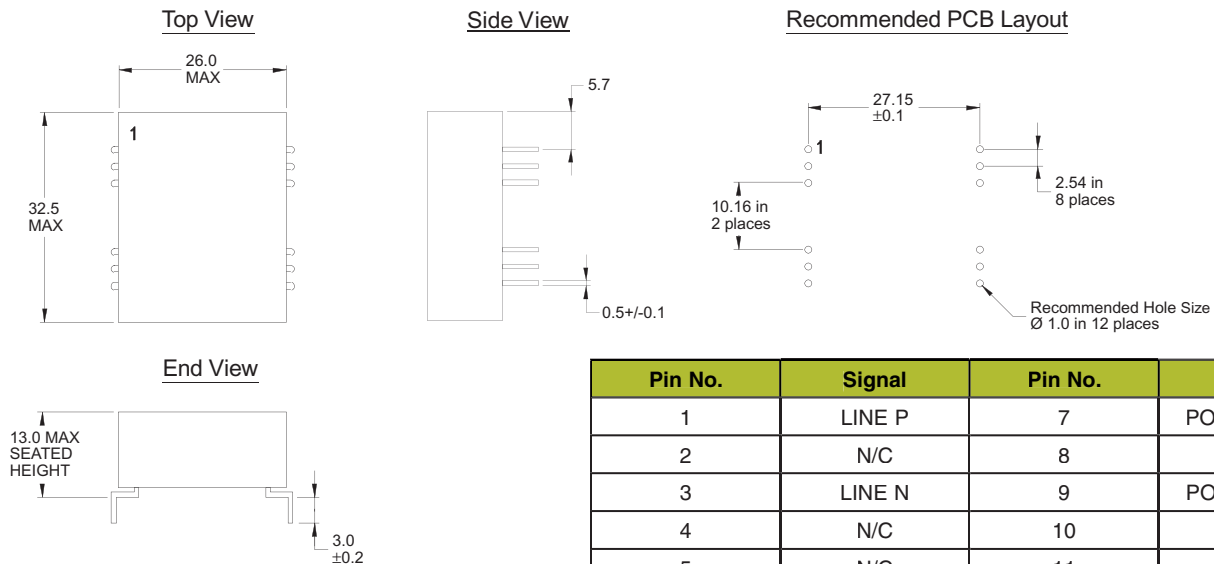 Top View
Side View
Recommended PCB Layout
26.0
MAX
5.7
27.15
±0.1
1
1
32.5
MAX
10.16 in
2 places
2.54 in
8 places
0.5+/-0.1
Recommended Hole Size
Ø 1.0 in 12 places
End View
13.0 MAX
SEATED
HEIGHT
3.0
±0.2
Pin No. Signal Pin No.
1 LINE P 7 PO
2 N/C 8
3 LINE N 9 PO
4 N/C 10